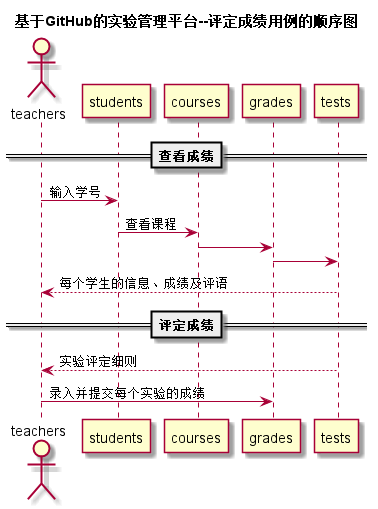 基于GitHub的实验管理平台--评定成绩用例的顺序图
teachers
students
courses
grades
tests
查看成绩
输入学号
查看课程
每个学生的信息、成绩及评语
评定成绩
实验评定细则
录入并提交每个实验的成绩
teachers
students
courses
grades
tests